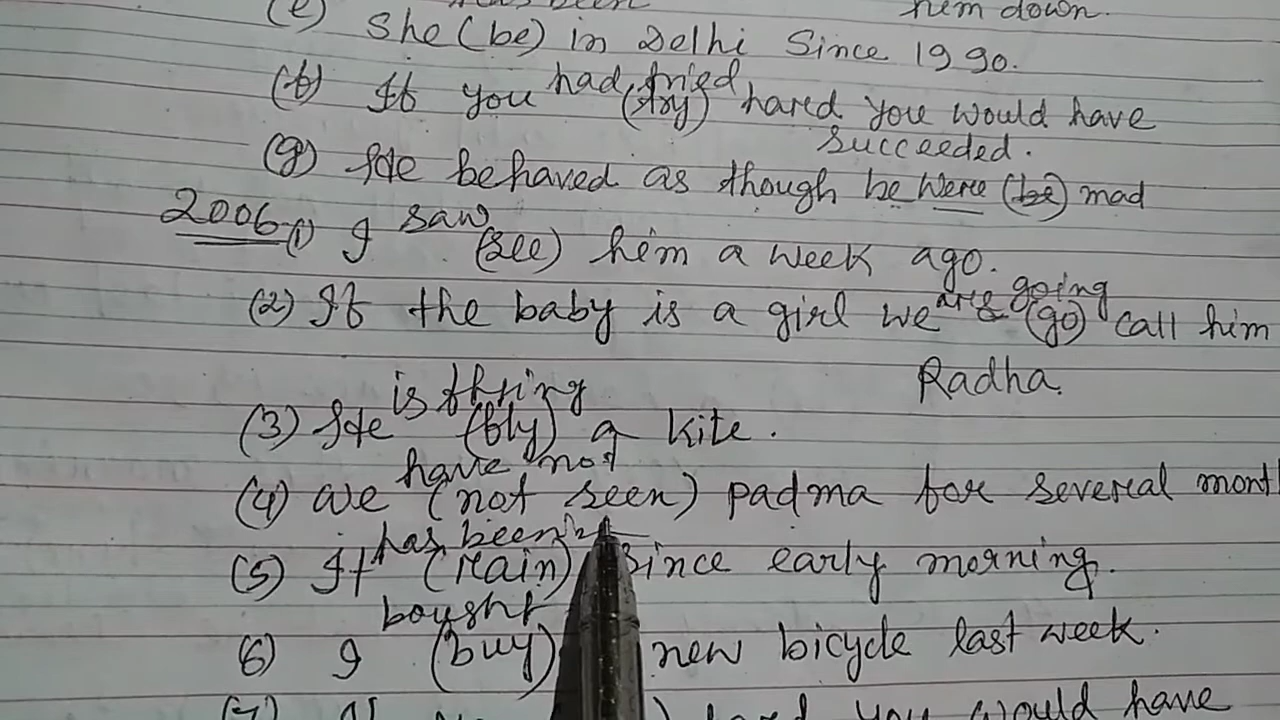 has been
him down.
(e) She (be) in Delhi Since 1990.
had tried
(f) If you (try) hard you would have
succeeded.
(g) He behaved as though he were (be) mad
saw
2006 (1) I (see) him a week ago.
are going
(2) If the baby is a girl we (go) call him
Radha.
is
(3) He (fly) a kite.
have not
(4) we (not seen) padma for several mont
has been
(5) It (rain) since early morning.
bought
(6) I (buy) new bicycle last week.
(7) you would have